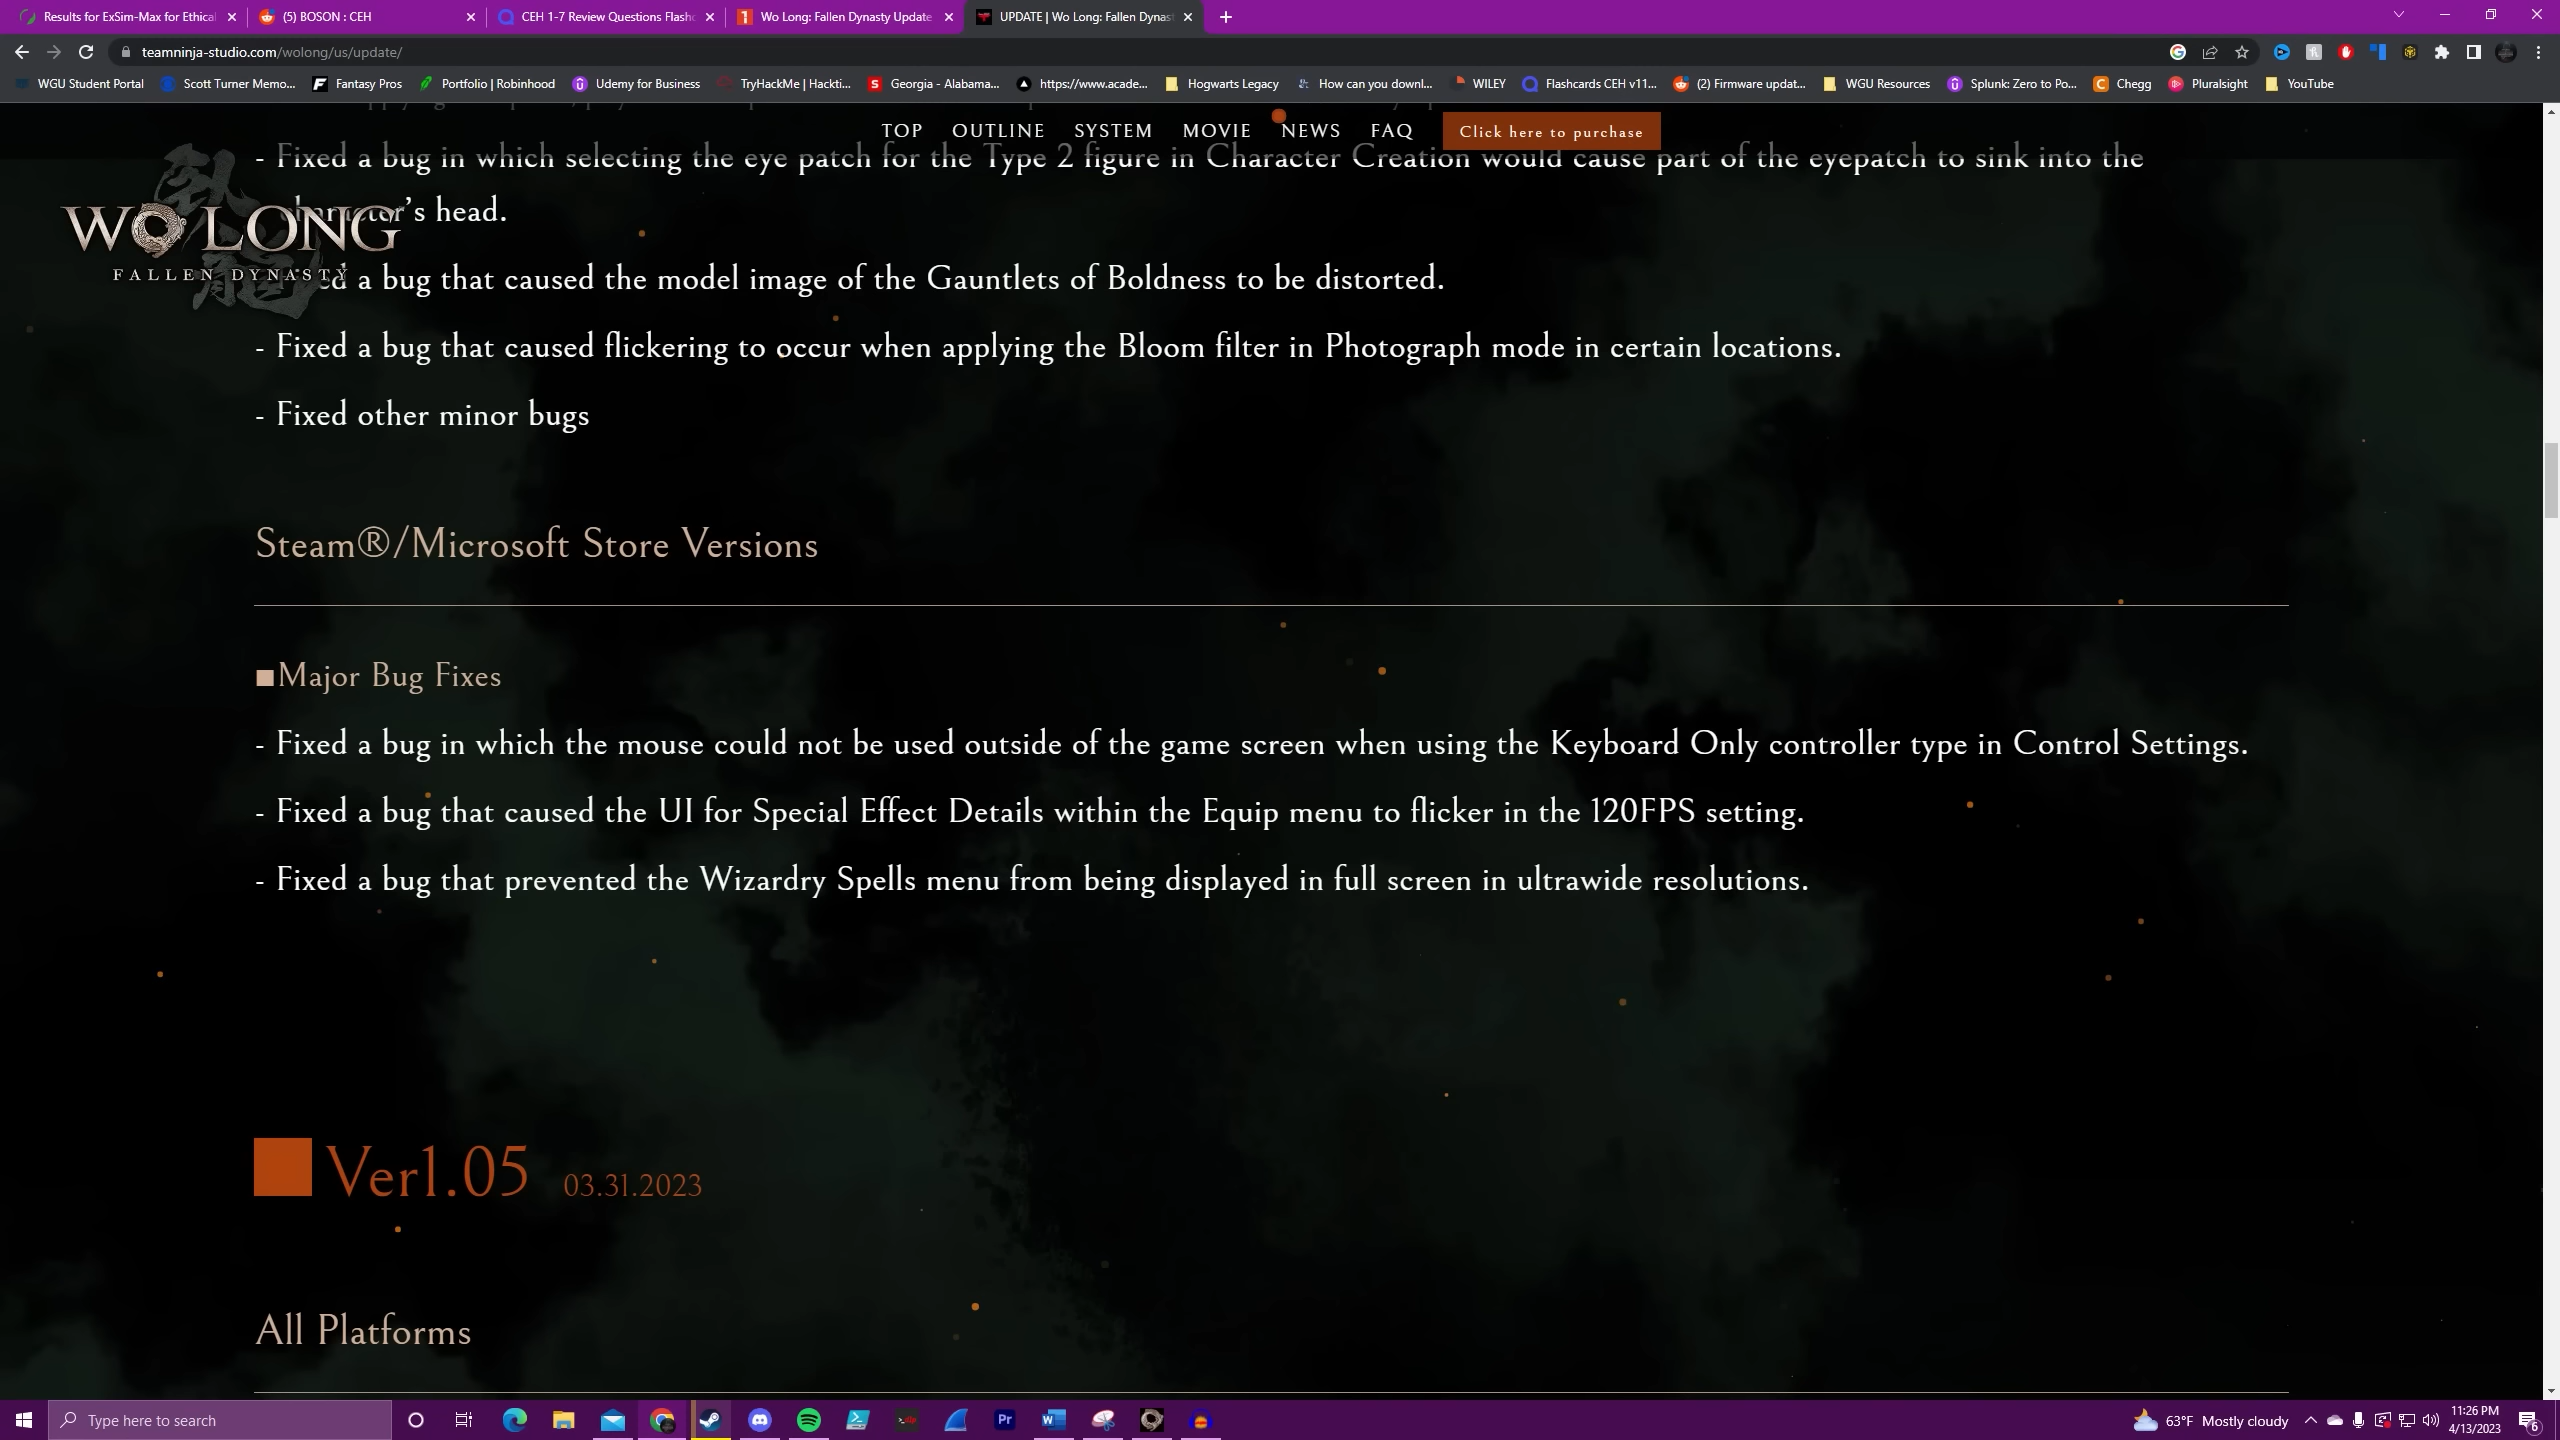 Results for ExSim-Max for Ethical
(5) BOSON : CEH
CEH 1-7 Review Questions Flashc
Wo Long: Fallen Dynasty Update
UPDATE | Wo Long: Fallen Dynast
teamninja-studio.com/wolong/us/update/
WGU Student Portal
Scott Turner Memo...
Fantasy Pros
Portfolio | Robinhood
Udemy for Business
TryHackMe | Hackti...
Georgia - Alabama...
https://www.acade...
Hogwarts Legacy
How can you downl...
WILEY
Flashcards CEH v11...
(2) Firmware updat...
WGU Resources
Splunk: Zero to Po...
Chegg
Pluralsight
YouTube
TOP OUTLINE SYSTEM MOVIE NEWS FAQ Click here to purchase
- Fixed a bug in which selecting the eye patch for the Type 2 figure in Character Creation would cause part of the eyepatch to sink into the
character's head.
WO LONG
FALLEN DYNASTY
a bug that caused the model image of the Gauntlets of Boldness to be distorted.
- Fixed a bug that caused flickering to occur when applying the Bloom filter in Photograph mode in certain locations.
- Fixed other minor bugs
Steam®/Microsoft Store Versions
■Major Bug Fixes
- Fixed a bug in which the mouse could not be used outside of the game screen when using the Keyboard Only controller type in Control Settings.
- Fixed a bug that caused the UI for Special Effect Details within the Equip menu to flicker in the 120FPS setting.
- Fixed a bug that prevented the Wizardry Spells menu from being displayed in full screen in ultrawide resolutions.
Ver1.05 03.31.2023
All Platforms
Type here to search
63°F Mostly cloudy
11:26 PM
4/13/2023
6